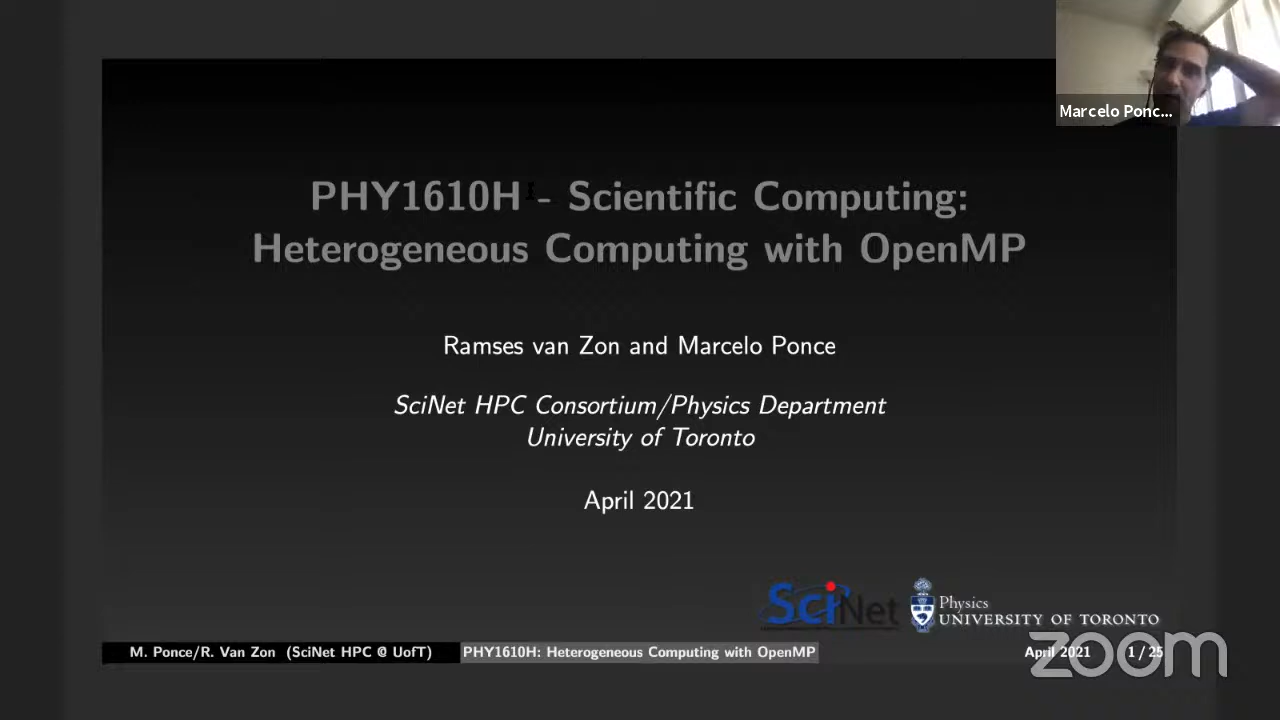 Marcelo Ponc...
PHY1610H - Scientific Computing:
Heterogeneous Computing with OpenMP
Ramses van Zon and Marcelo Ponce
SciNet HPC Consortium/Physics Department
University of Toronto
April 2021
SciNet
Physics
UNIVERSITY OF TORONTO
M. Ponce/R. Van Zon (SciNet HPC @ UofT)
PHY1610H: Heterogeneous Computing with OpenMP
April 2021
1 / 25
zoom